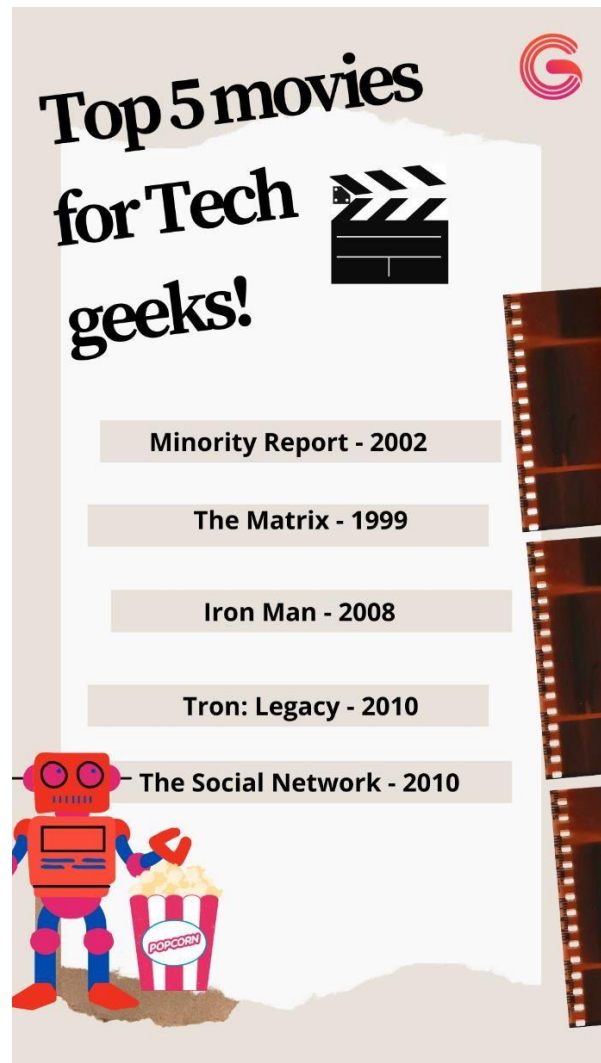 Top 5 movies
for Tech
geeks!
Minority Report - 2002
The Matrix - 1999
Iron Man - 2008
Tron: Legacy - 2010
The Social Network - 2010
POPCORN